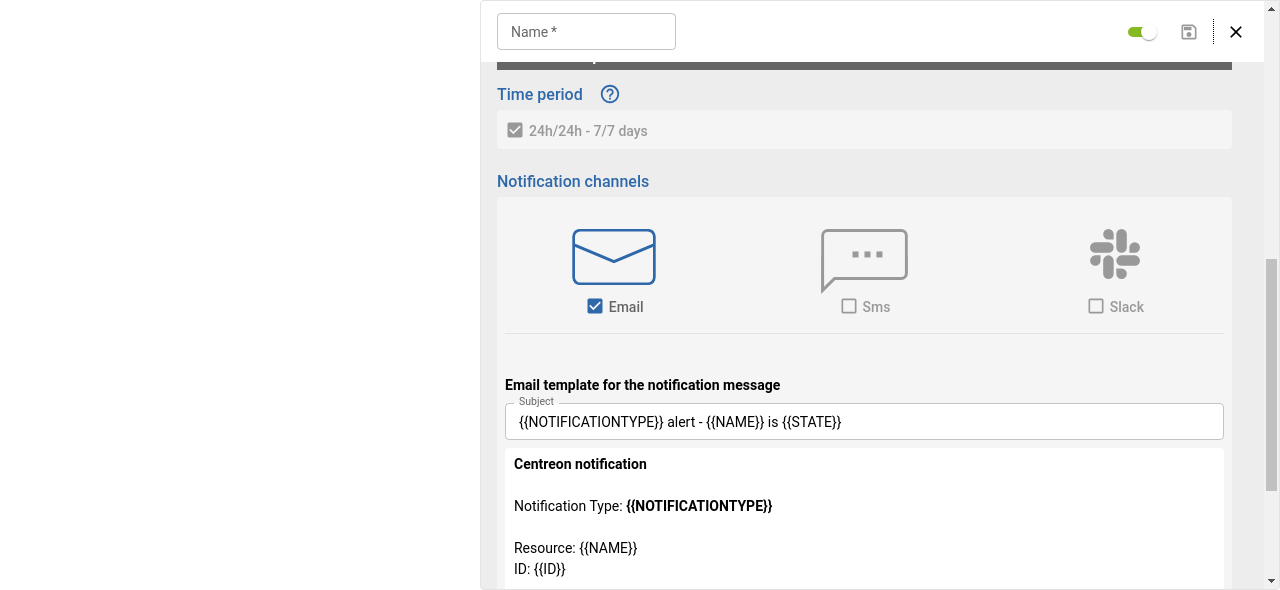 Name *
Time period
24h/24h - 7/7 days
Notification channels
Email
Sms
Slack
Email template for the notification message
Subject
{{NOTIFICATIONTYPE}} alert - {{NAME}} is {{STATE}}
Centreon notification
Notification Type: {{NOTIFICATIONTYPE}}
Resource: {{NAME}}
ID: {{ID}}